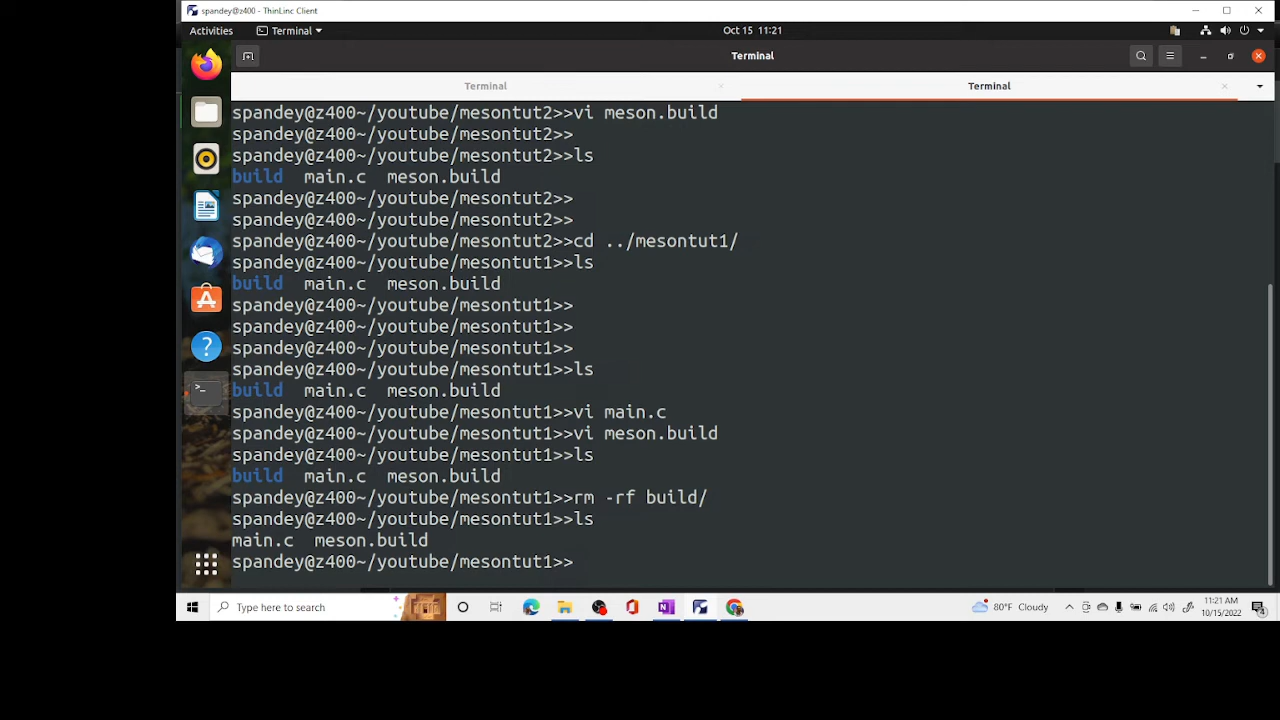 spandey@z400 - ThinLinc Client
Activities Terminal Oct 15 11:21
Terminal
Terminal Terminal
spandey@z400~/youtube/mesontut2>>vi meson.build
spandey@z400~/youtube/mesontut2>>
spandey@z400~/youtube/mesontut2>>ls
build main.c meson.build
spandey@z400~/youtube/mesontut2>>
spandey@z400~/youtube/mesontut2>>
spandey@z400~/youtube/mesontut2>>cd ../mesontut1/
spandey@z400~/youtube/mesontut1>>ls
build main.c meson.build
spandey@z400~/youtube/mesontut1>>
spandey@z400~/youtube/mesontut1>>
spandey@z400~/youtube/mesontut1>>
spandey@z400~/youtube/mesontut1>>ls
build main.c meson.build
spandey@z400~/youtube/mesontut1>>vi main.c
spandey@z400~/youtube/mesontut1>>vi meson.build
spandey@z400~/youtube/mesontut1>>ls
build main.c meson.build
spandey@z400~/youtube/mesontut1>>rm -rf build/
spandey@z400~/youtube/mesontut1>>ls
main.c meson.build
spandey@z400~/youtube/mesontut1>>
Type here to search 80°F Cloudy 11:21 AM
10/15/2022